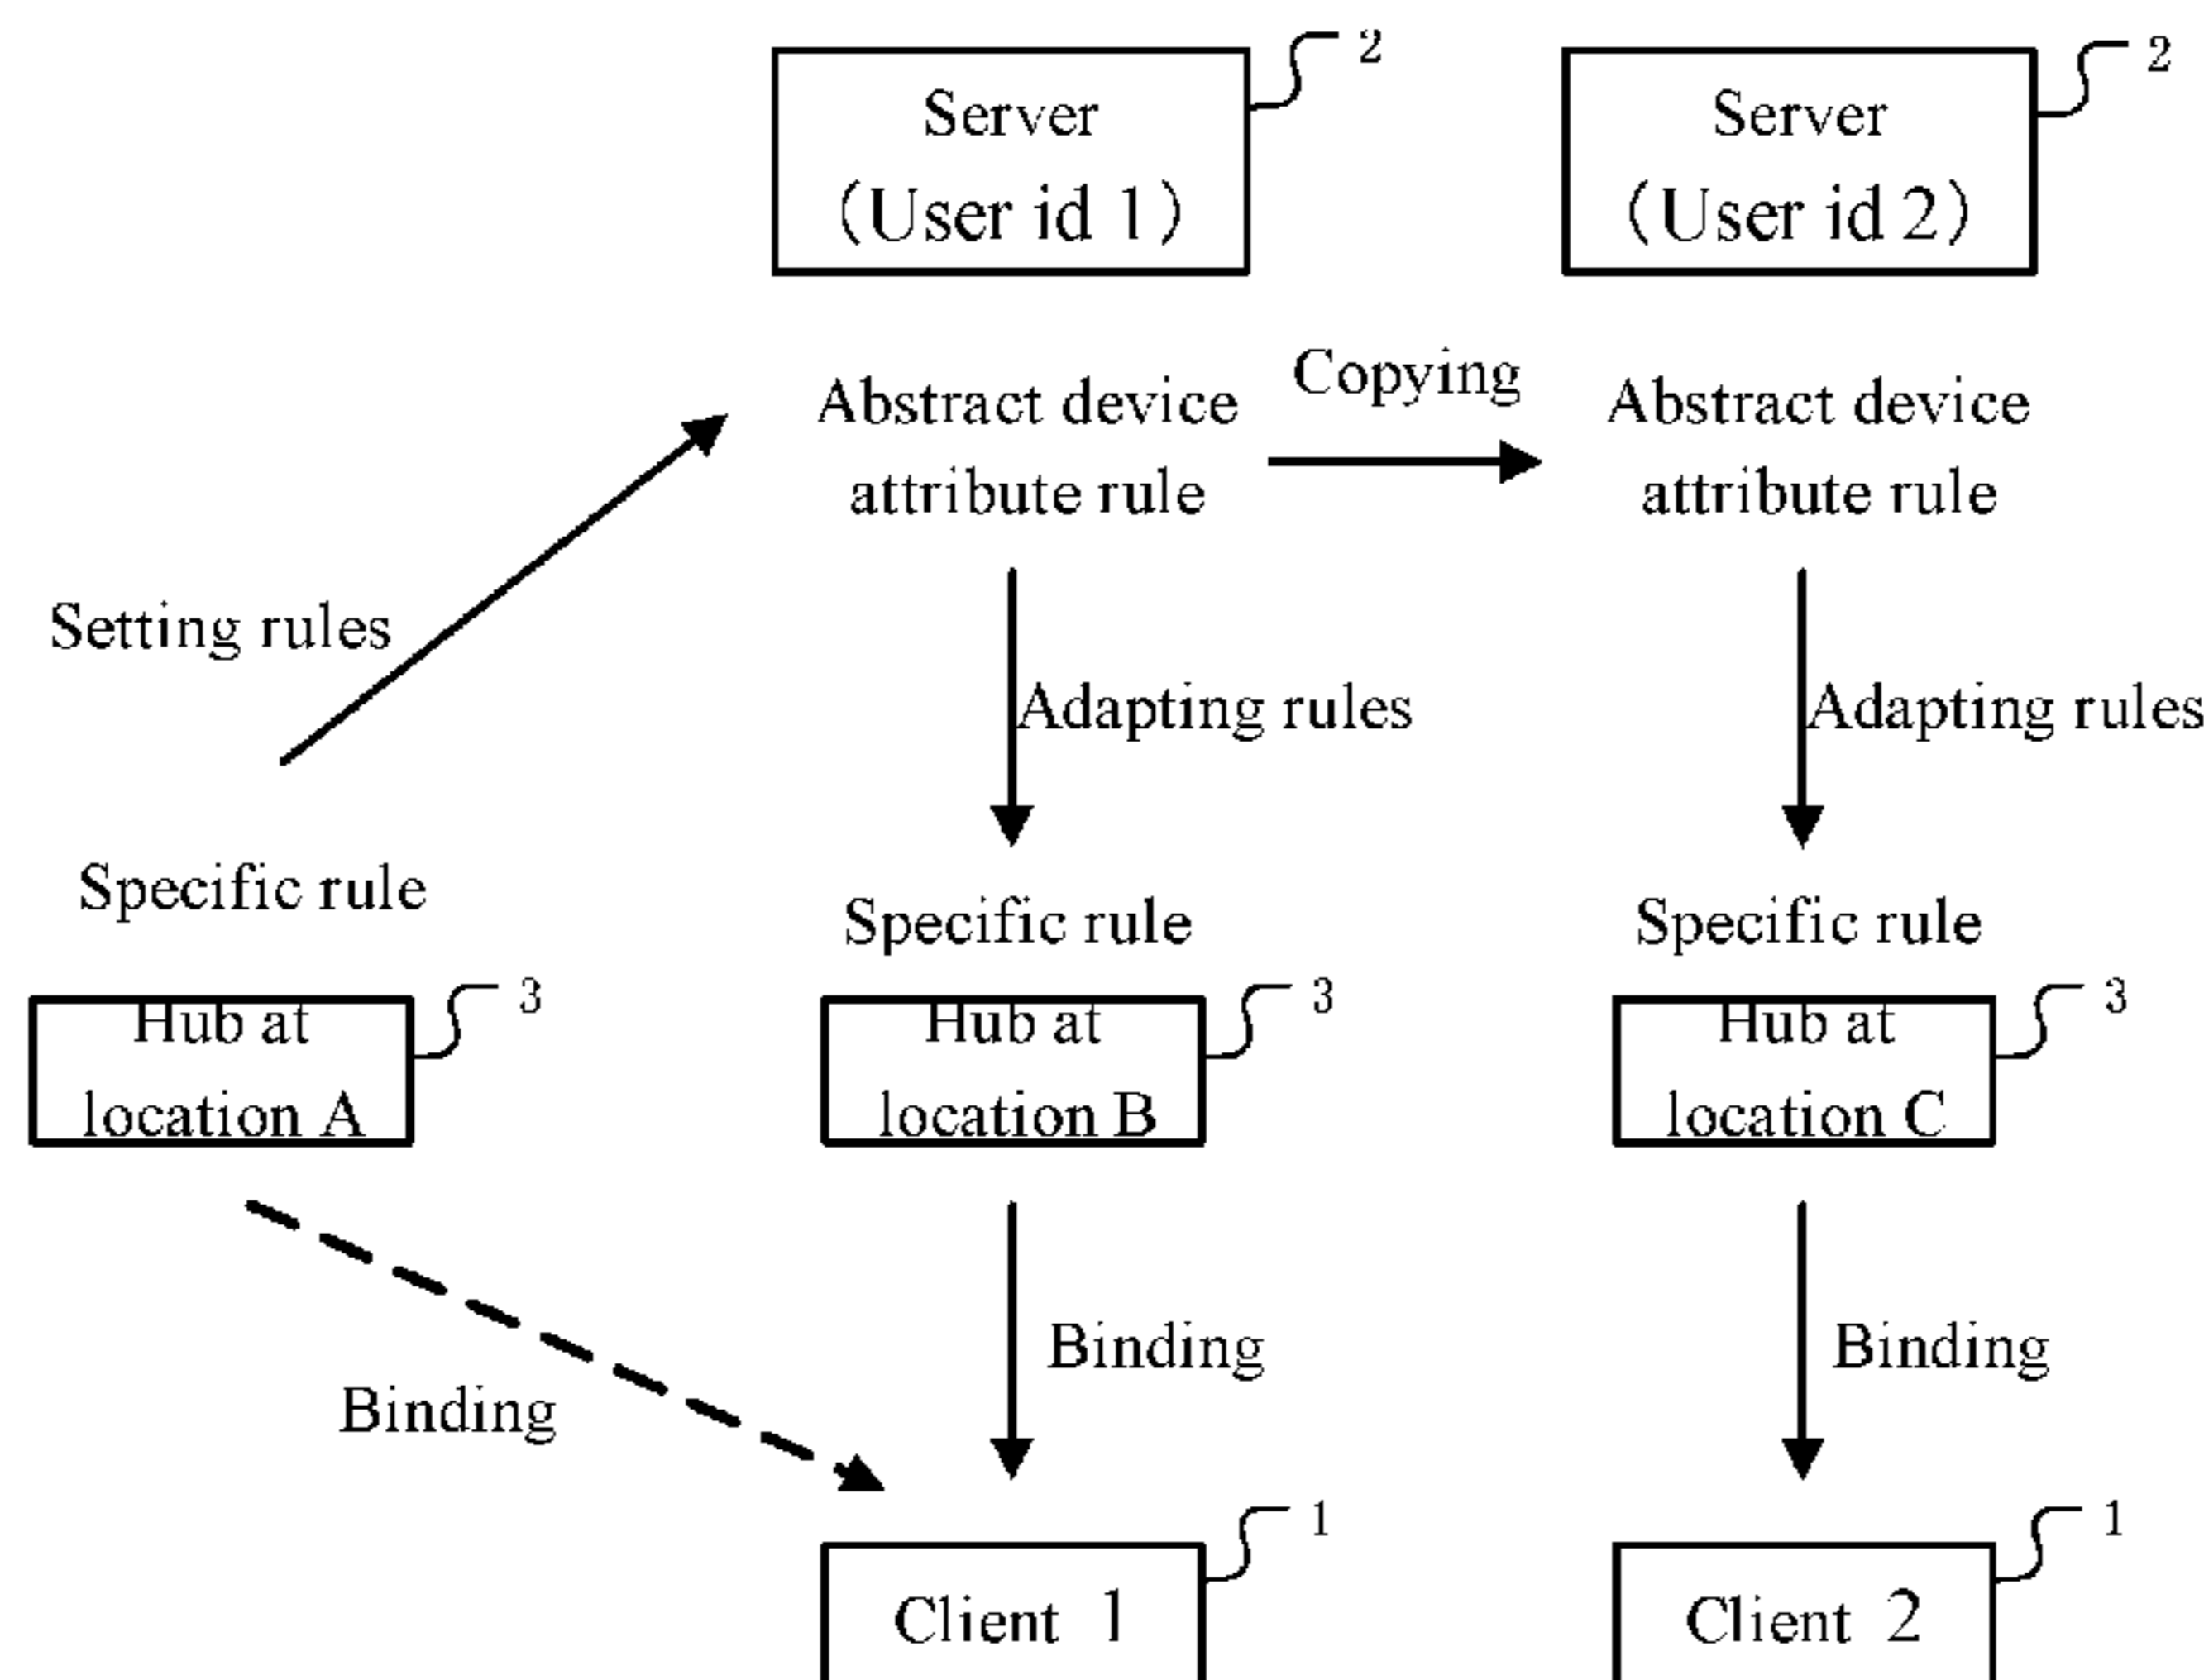 2
2
Server
(User id 1)
Server
(User id 2)
Copying
Abstract device
attribute rule
Abstract device
attribute rule
Setting rules
Adapting rules
Adapting rules
Specific rule
Specific rule
Specific rule
3
3
3
Hub at
location A
Hub at
location B
Hub at
location C
Binding
Binding
Binding
1
1
Client 1
Client 2